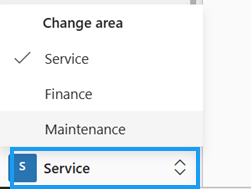 Change area
Service
Finance
Maintenance
S Service